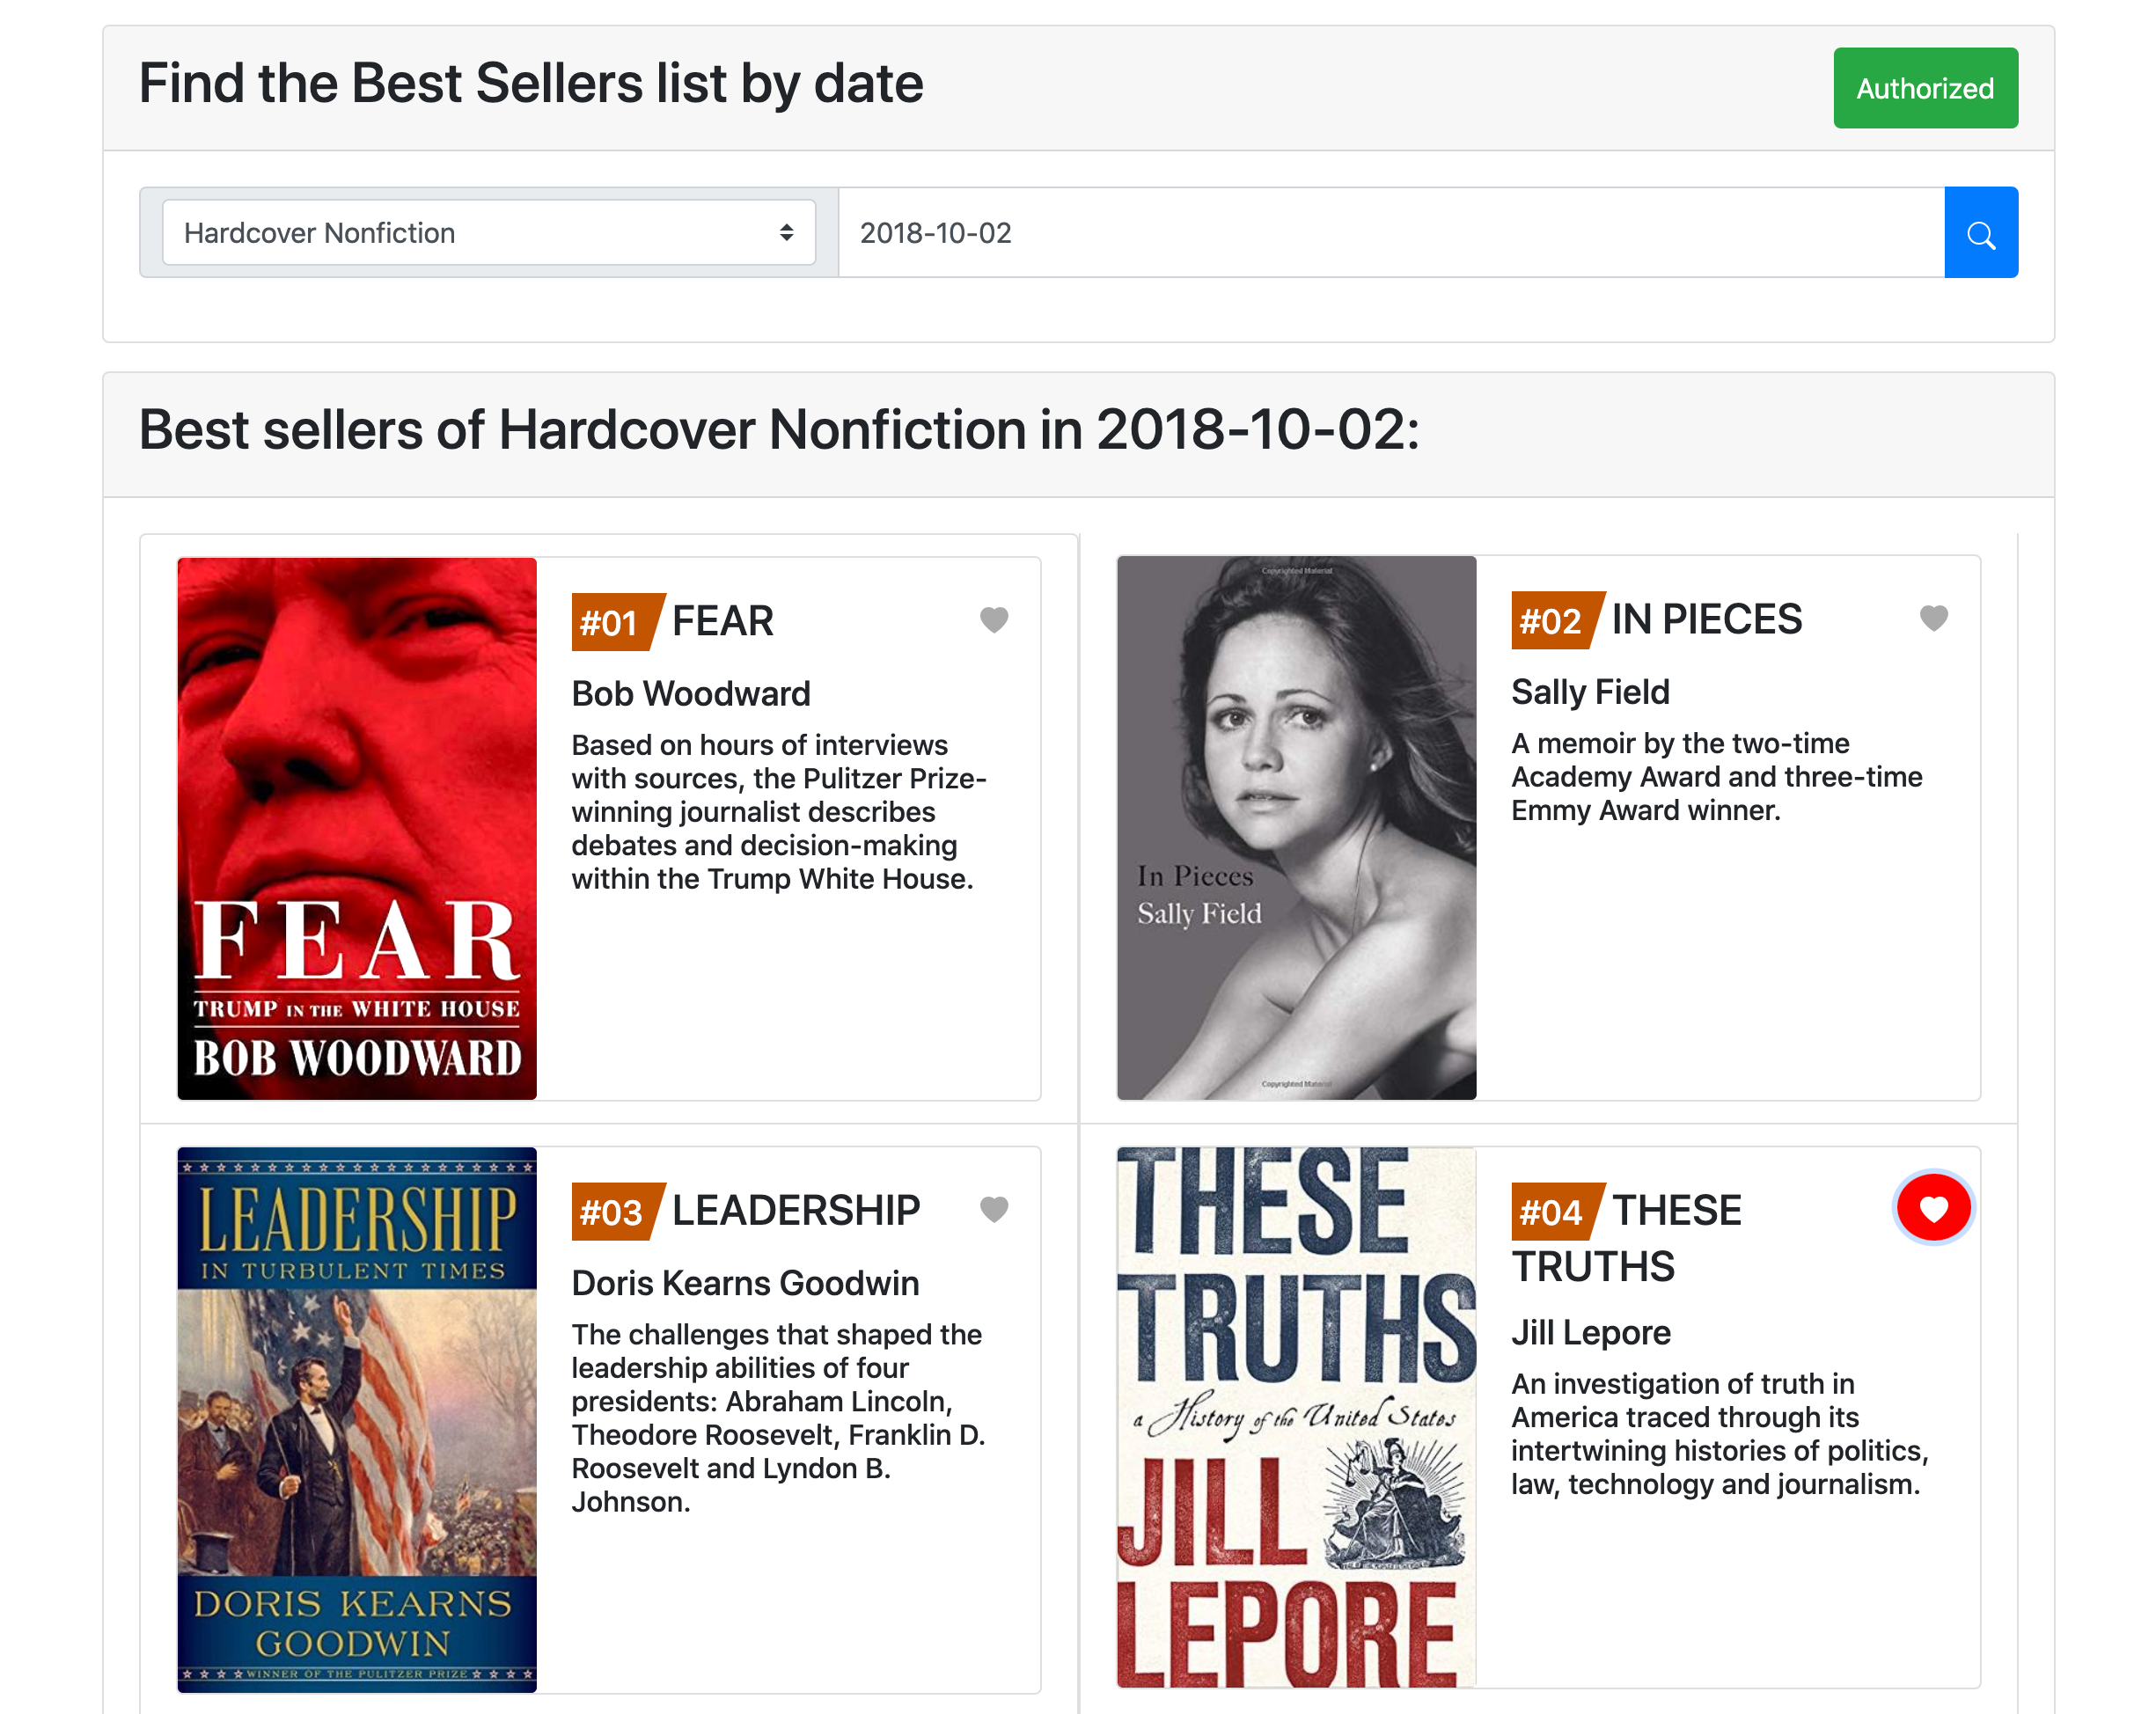 Find the Best Sellers list by date
Authorized
Hardcover Nonfiction
2018-10-02
Best sellers of Hardcover Nonfiction in 2018-10-02:
FEAR
TRUMP IN THE WHITE HOUSE
BOB WOODWARD
#01 FEAR
Bob Woodward
Based on hours of interviews
with sources, the Pulitzer Prize-
winning journalist describes
debates and decision-making
within the Trump White House.
Copyrighted Material
In Pieces
Sally Field
Copyrighted Material
#02 IN PIECES
Sally Field
A memoir by the two-time
Academy Award and three-time
Emmy Award winner.
LEADERSHIP
IN TURBULENT TIMES
DORIS KEARNS
GOODWIN
WINNER OF THE PULITZER PRIZE
#03 LEADERSHIP
Doris Kearns Goodwin
The challenges that shaped the
leadership abilities of four
presidents: Abraham Lincoln,
Theodore Roosevelt, Franklin D.
Roosevelt and Lyndon B.
Johnson.
THESE
TRUTHS
a History of the United States
JILL
LEPORE
#04 THESE
TRUTHS
Jill Lepore
An investigation of truth in
America traced through its
intertwining histories of politics,
law, technology and journalism.